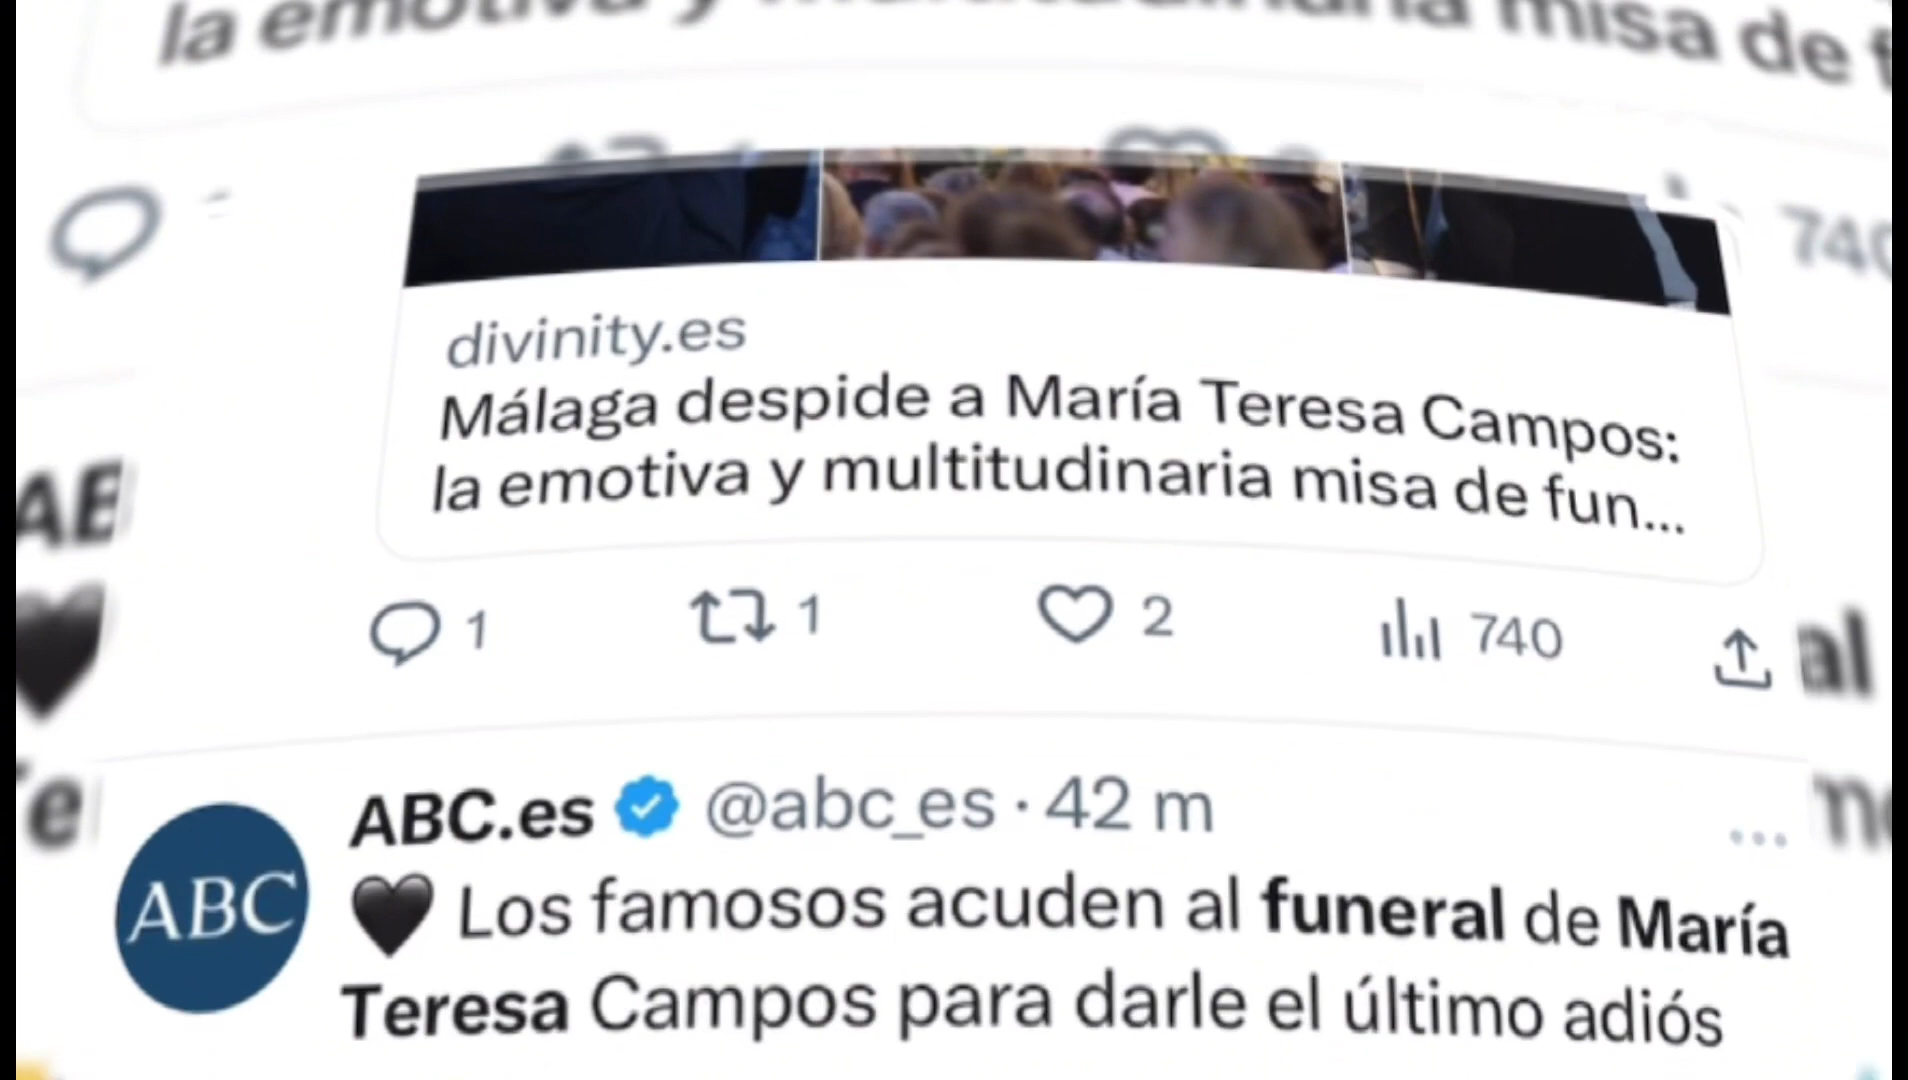 la emotiva y multitudinaria misa de f
740
divinity.es
Málaga despide a María Teresa Campos:
la emotiva y multitudinaria misa de fun...
1 1 2 740
al
ABC.es @abc_es · 42 m
...
ABC
🖤 Los famosos acuden al funeral de María
Teresa Campos para darle el último adiós